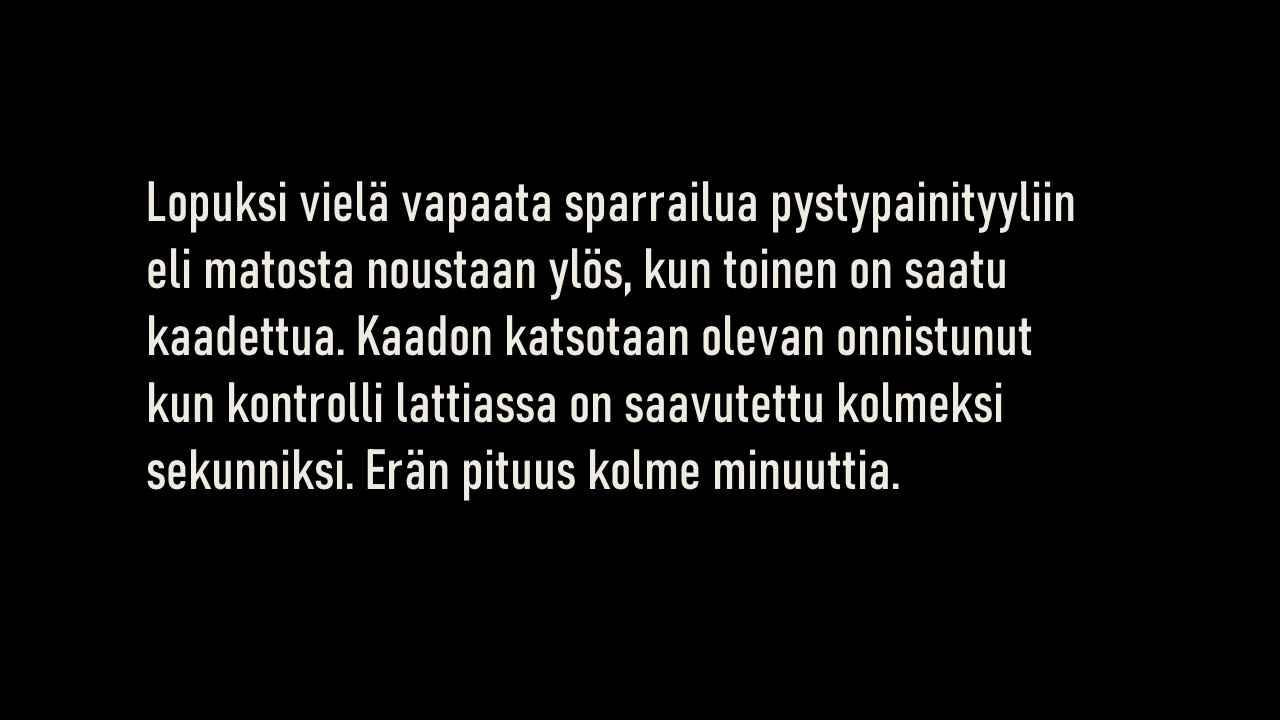 Lopuksi vielä vapaata sparrailua pystypainityyliin
eli matosta noustaan ylös, kun toinen on saatu
kaadettua. Kaadon katsotaan olevan onnistunut
kun kontrolli lattiassa on saavutettu kolmeksi
sekunniksi. Erän pituus kolme minuuttia.